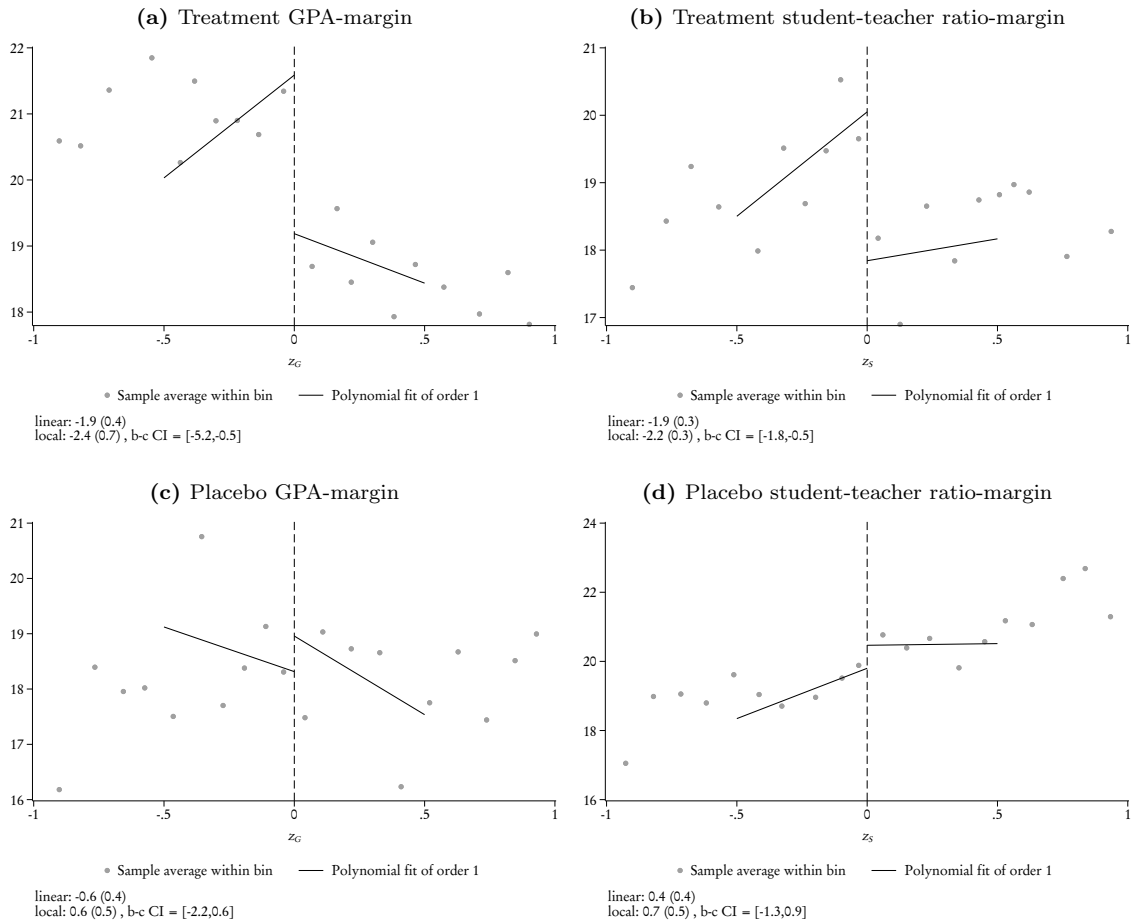 (a) Treatment GPA-margin
22
21
20
19
18
-1 -.5 0 .5 1
zG
Sample average within bin Polynomial fit of order 1
linear: -1.9 (0.4)
local: -2.4 (0.7) , b-c CI = [-5.2,-0.5]
(b) Treatment student-teacher ratio-margin
21
20
19
18
17
-1 -.5 0 .5 1
zS
Sample average within bin Polynomial fit of order 1
linear: -1.9 (0.3)
local: -2.2 (0.3) , b-c CI = [-1.8,-0.5]
(c) Placebo GPA-margin
21
20
19
18
17
16
-1 -.5 0 .5 1
zG
Sample average within bin Polynomial fit of order 1
linear: -0.6 (0.4)
local: 0.6 (0.5) , b-c CI = [-2.2,0.6]
(d) Placebo student-teacher ratio-margin
24
22
20
18
16
-1 -.5 0 .5 1
zS
Sample average within bin Polynomial fit of order 1
linear: 0.4 (0.4)
local: 0.7 (0.5) , b-c CI = [-1.3,0.9]